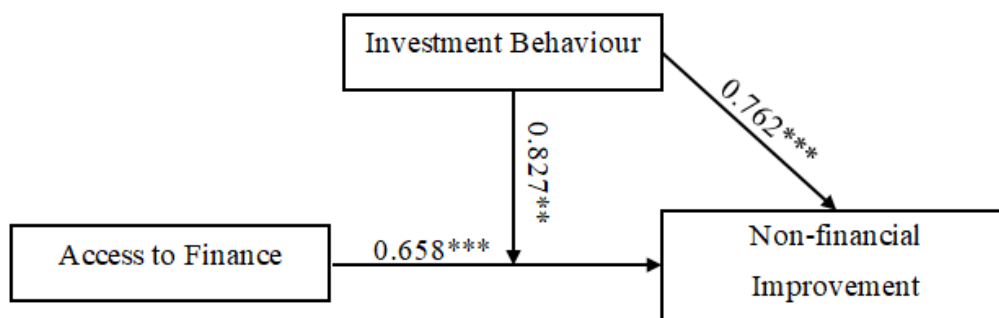 Investment Behaviour
0.762***
0.827**
Access to Finance
0.658***
Non-financial
Improvement